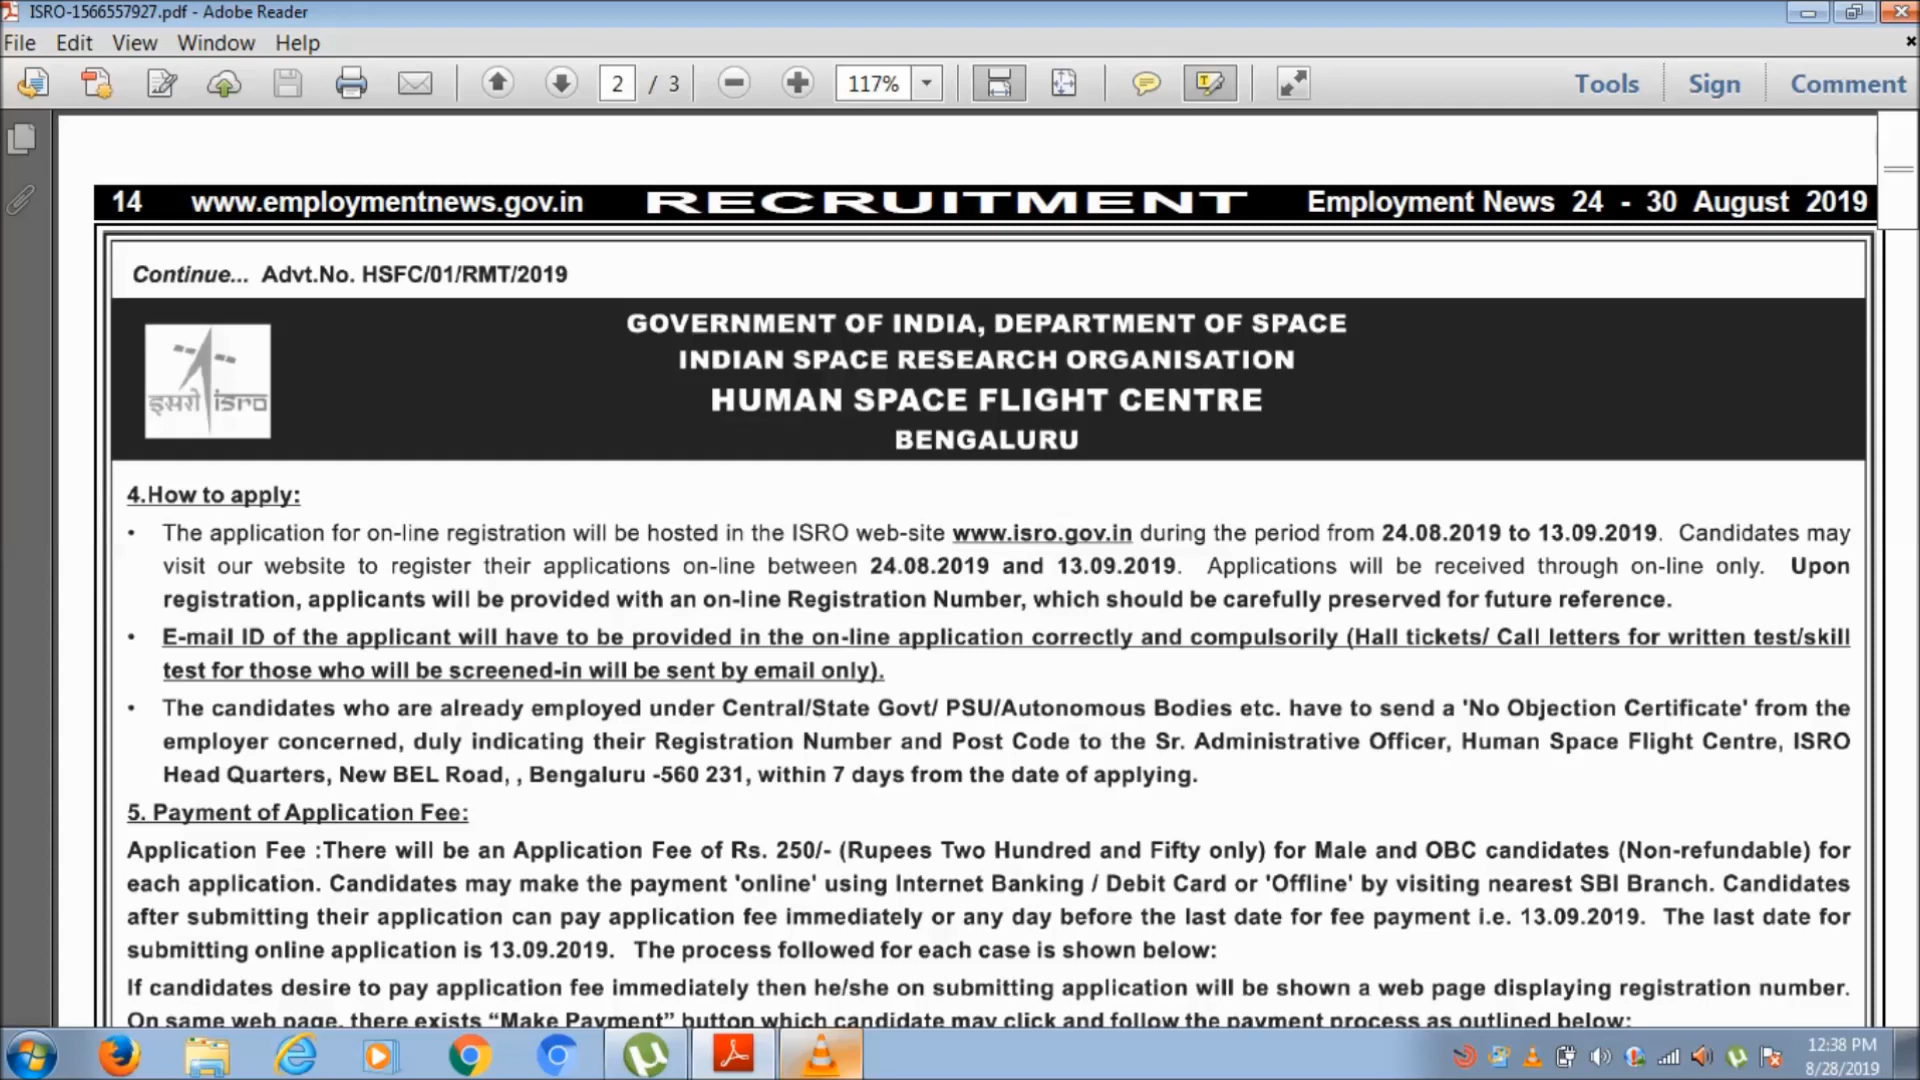 ISRO-1566557927.pdf - Adobe Reader
File Edit View Window Help
2 / 3 117% Tools Sign Comment
14 www.employmentnews.gov.in RECRUITMENT Employment News 24 - 30 August 2019
Continue... Advt.No. HSFC/01/RMT/2019
GOVERNMENT OF INDIA, DEPARTMENT OF SPACE
INDIAN SPACE RESEARCH ORGANISATION
HUMAN SPACE FLIGHT CENTRE
BENGALURU
इसरो isro
4.How to apply:
• The application for on-line registration will be hosted in the ISRO web-site www.isro.gov.in during the period from 24.08.2019 to 13.09.2019. Candidates may
visit our website to register their applications on-line between 24.08.2019 and 13.09.2019. Applications will be received through on-line only. Upon
registration, applicants will be provided with an on-line Registration Number, which should be carefully preserved for future reference.
• E-mail ID of the applicant will have to be provided in the on-line application correctly and compulsorily (Hall tickets/ Call letters for written test/skill
test for those who will be screened-in will be sent by email only).
• The candidates who are already employed under Central/State Govt/ PSU/Autonomous Bodies etc. have to send a 'No Objection Certificate' from the
employer concerned, duly indicating their Registration Number and Post Code to the Sr. Administrative Officer, Human Space Flight Centre, ISRO
Head Quarters, New BEL Road, , Bengaluru -560 231, within 7 days from the date of applying.
5. Payment of Application Fee:
Application Fee :There will be an Application Fee of Rs. 250/- (Rupees Two Hundred and Fifty only) for Male and OBC candidates (Non-refundable) for
each application. Candidates may make the payment 'online' using Internet Banking / Debit Card or 'Offline' by visiting nearest SBI Branch. Candidates
after submitting their application can pay application fee immediately or any day before the last date for fee payment i.e. 13.09.2019. The last date for
submitting online application is 13.09.2019. The process followed for each case is shown below:
If candidates desire to pay application fee immediately then he/she on submitting application will be shown a web page displaying registration number.
On same web page, there exists “Make Payment” button which candidate may click and follow the payment process as outlined below:
12:38 PM
8/28/2019